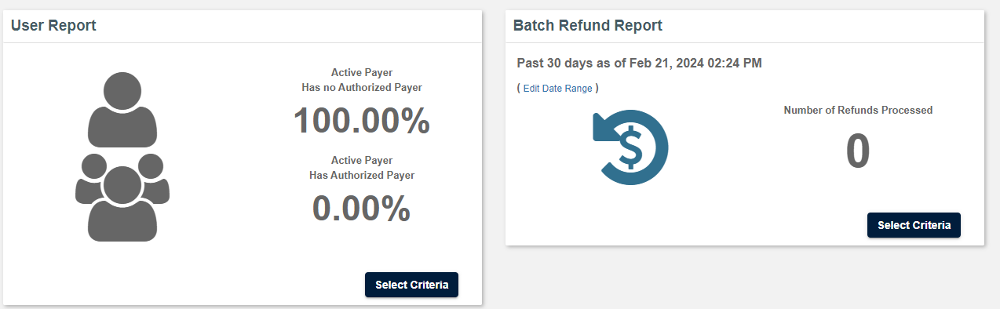 User Report
Active Payer
Has no Authorized Payer
100.00%
Active Payer
Has Authorized Payer
0.00%
Select Criteria
Batch Refund Report
Past 30 days as of Feb 21, 2024 02:24 PM
( Edit Date Range )
$
Number of Refunds Processed
0
Select Criteria